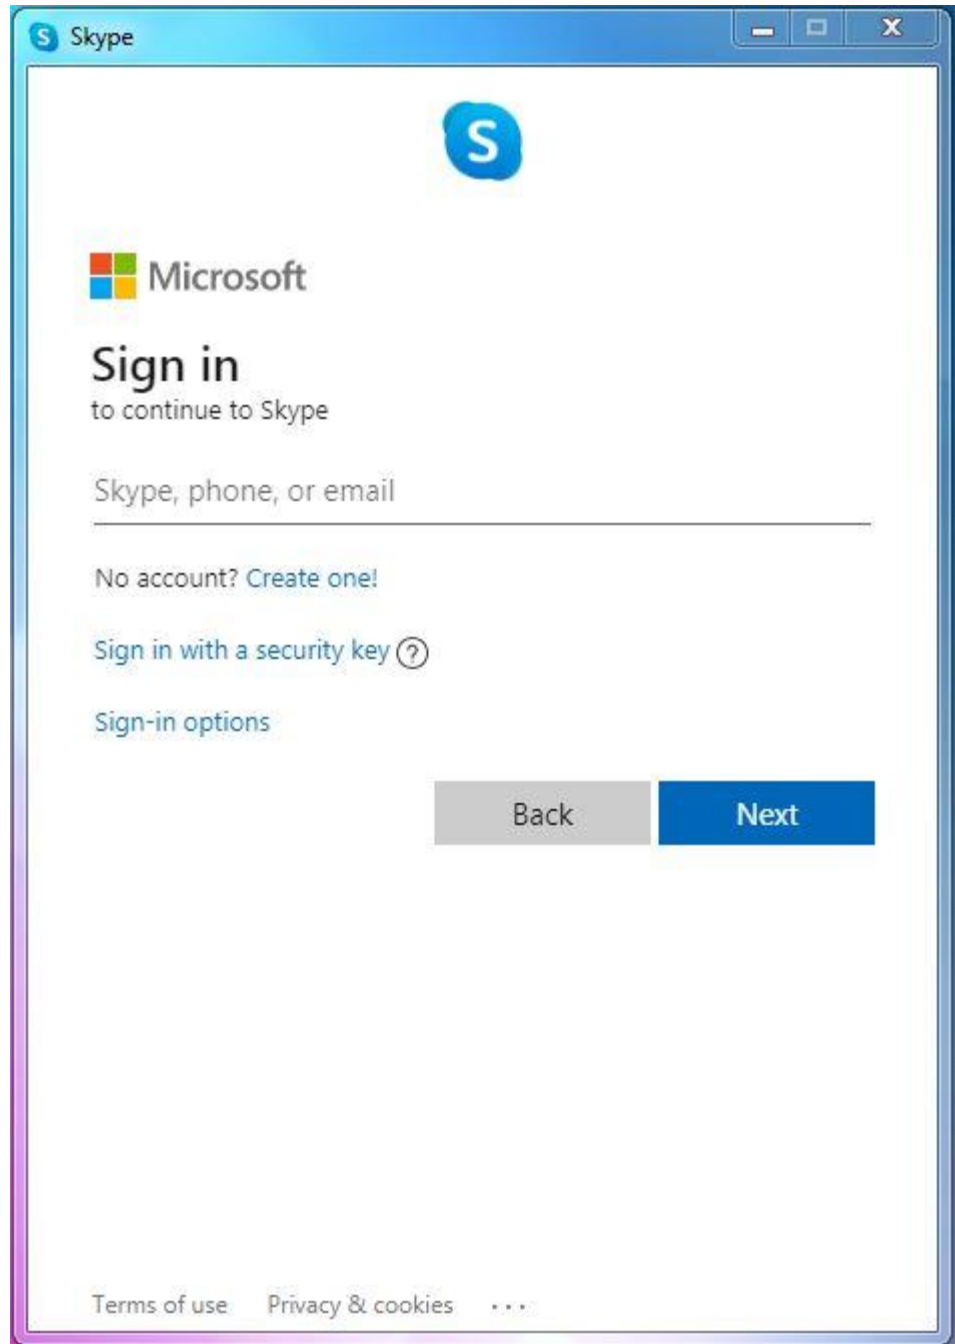 Skype
Microsoft
Sign in
to continue to Skype
Skype, phone, or email
No account? Create one!
Sign in with a security key
Sign-in options
Back Next
Terms of use Privacy & cookies ...